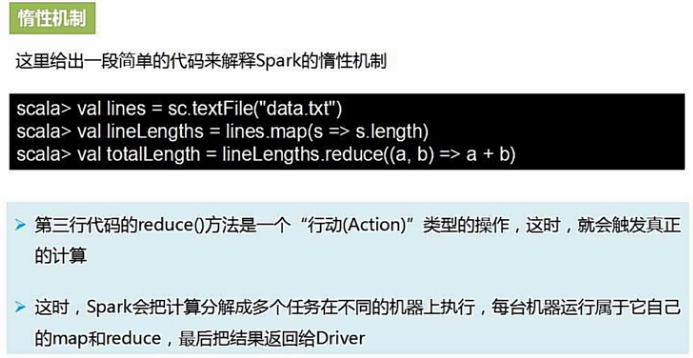 惰性机制
这里给出一段简单的代码来解释Spark的惰性机制
scala> val lines = sc.textFile("data.txt")
scala> val lineLengths = lines.map(s => s.length)
scala> val totalLength = lineLengths.reduce((a, b) => a + b)
➢ 第三行代码的reduce()方法是一个“行动(Action)”类型的操作，这时，就会触发真正
的计算
➢ 这时，Spark会把计算分解成多个任务在不同的机器上执行，每台机器运行属于它自己
的map和reduce，最后把结果返回给Driver